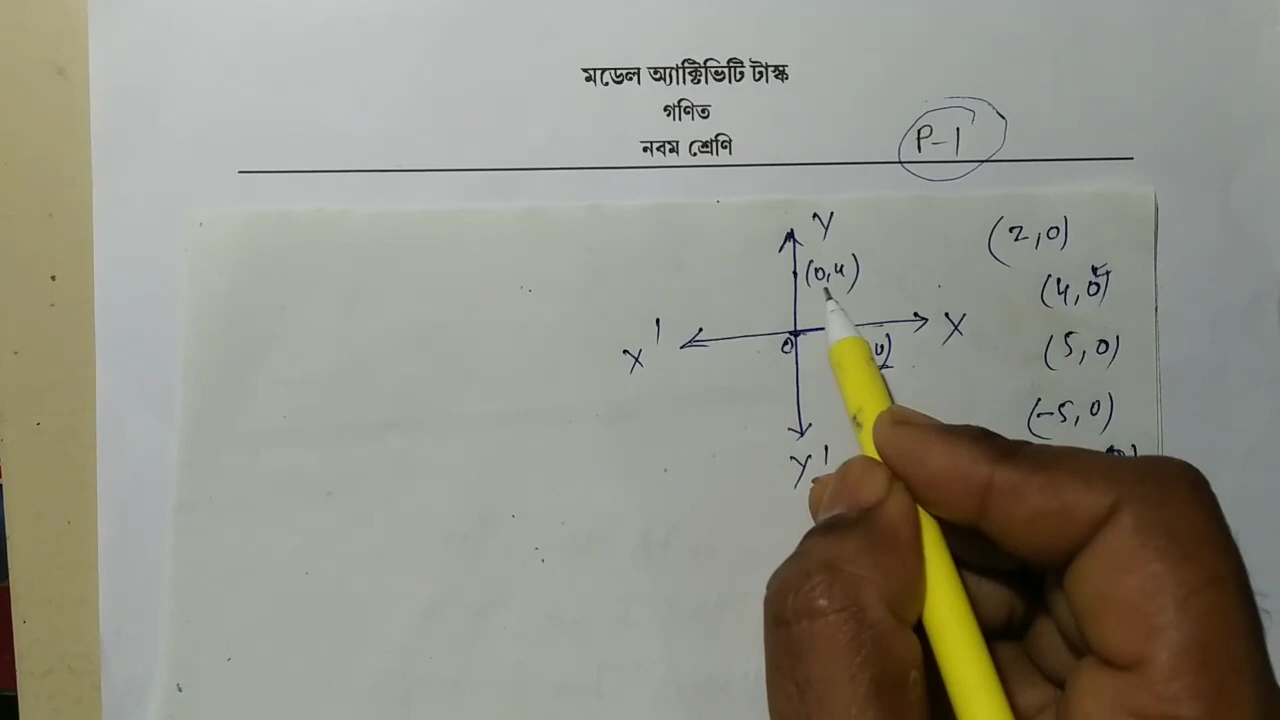 মডেল অ্যাক্টিভিটি টাস্ক
গণিত
নবম শ্রেণি
P-1
Y
(2,0)
(0,4)
(4,0)
X
X'
O
(5,0)
(-5,0)
Y'